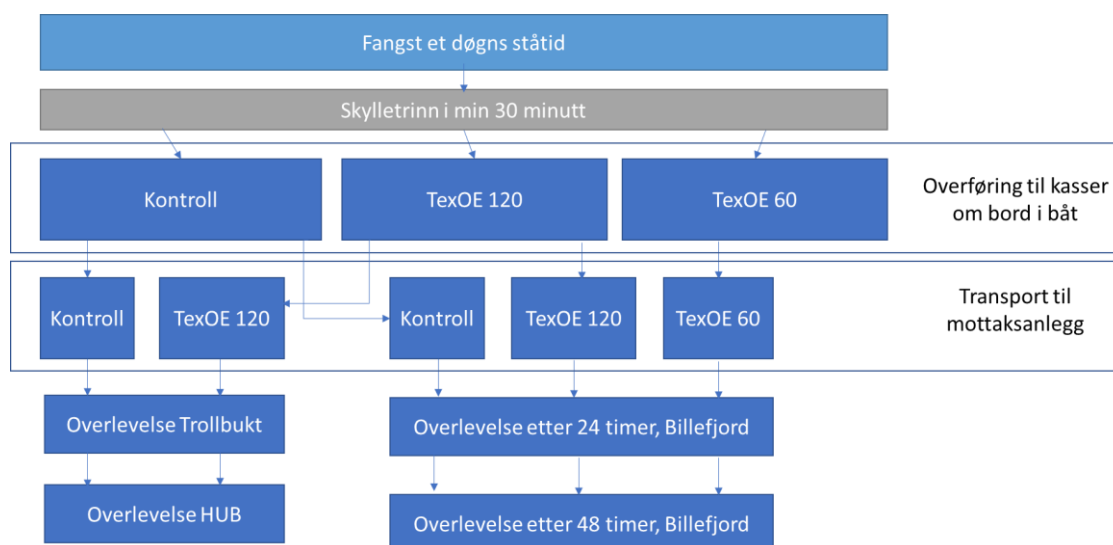 Fangst et døgns ståtid
Skylletrinn i min 30 minutt
Kontroll
TexOE 120
TexOE 60
Overføring til kasser
om bord i båt
Kontroll
TexOE 120
Kontroll
TexOE 120
TexOE 60
Transport til
mottaksanlegg
Overlevelse Trollbukt
Overlevelse etter 24 timer, Billefjord
Overlevelse HUB
Overlevelse etter 48 timer, Billefjord